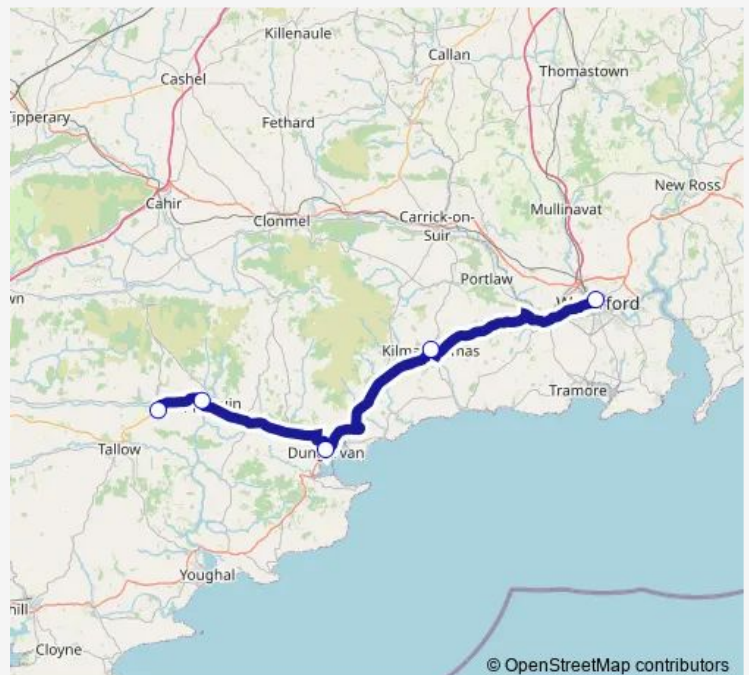 Killenaule
Callan
Cashel
Thomastown
Tipperary
Fethard
New Ross
Cahir
Mullinavat
Clonmel
Carrick-on-
Suir
Portlaw
Tramore
Tallow
Youghal
Cloyne
© OpenStreetMap contributors